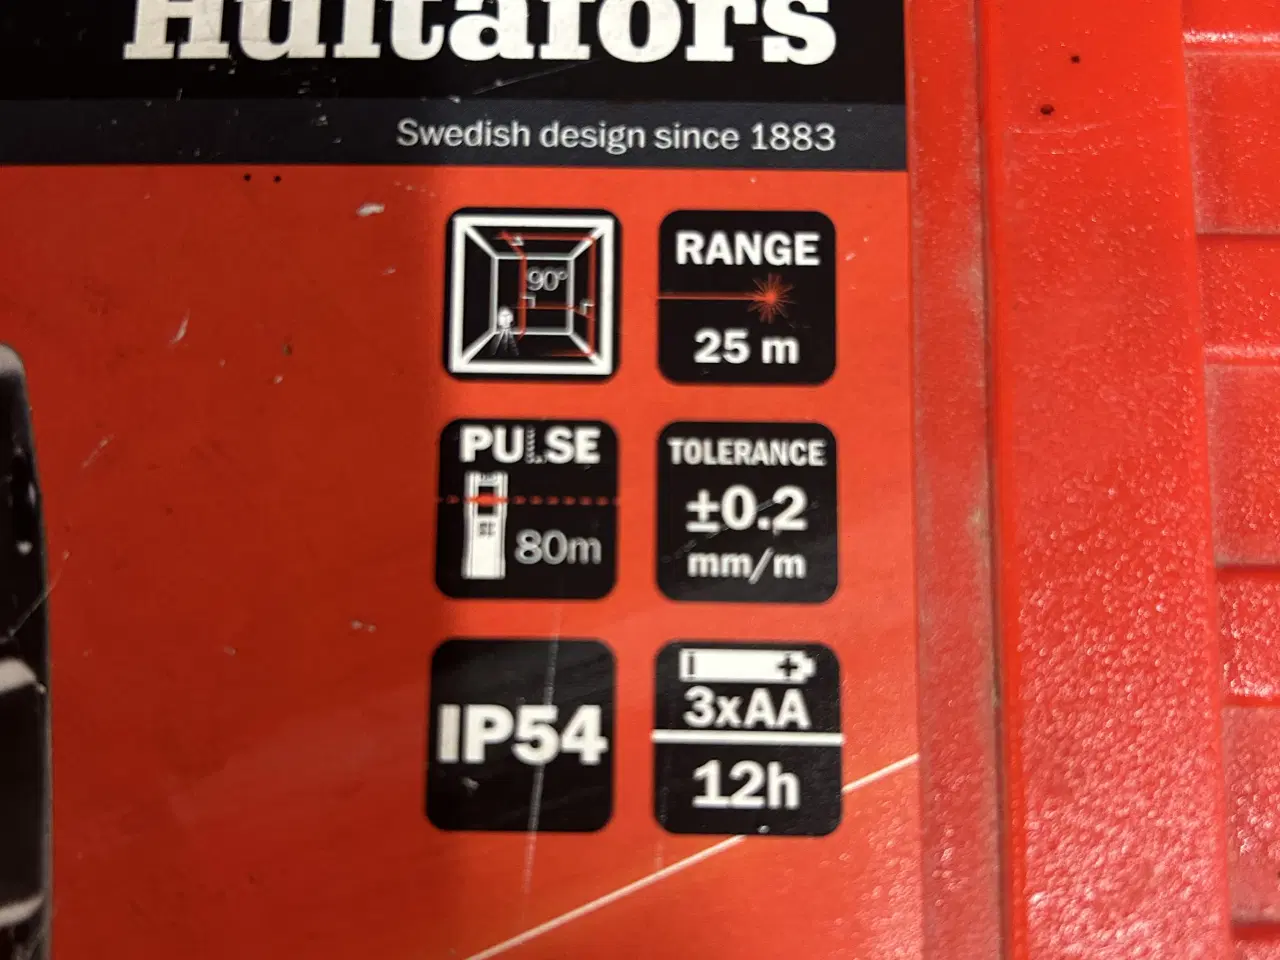 Hultafors
Swedish design since 1883
90°
RANGE
25 m
PULSE
80m
TOLERANCE
±0.2
mm/m
IP54
+
3xAA
12h